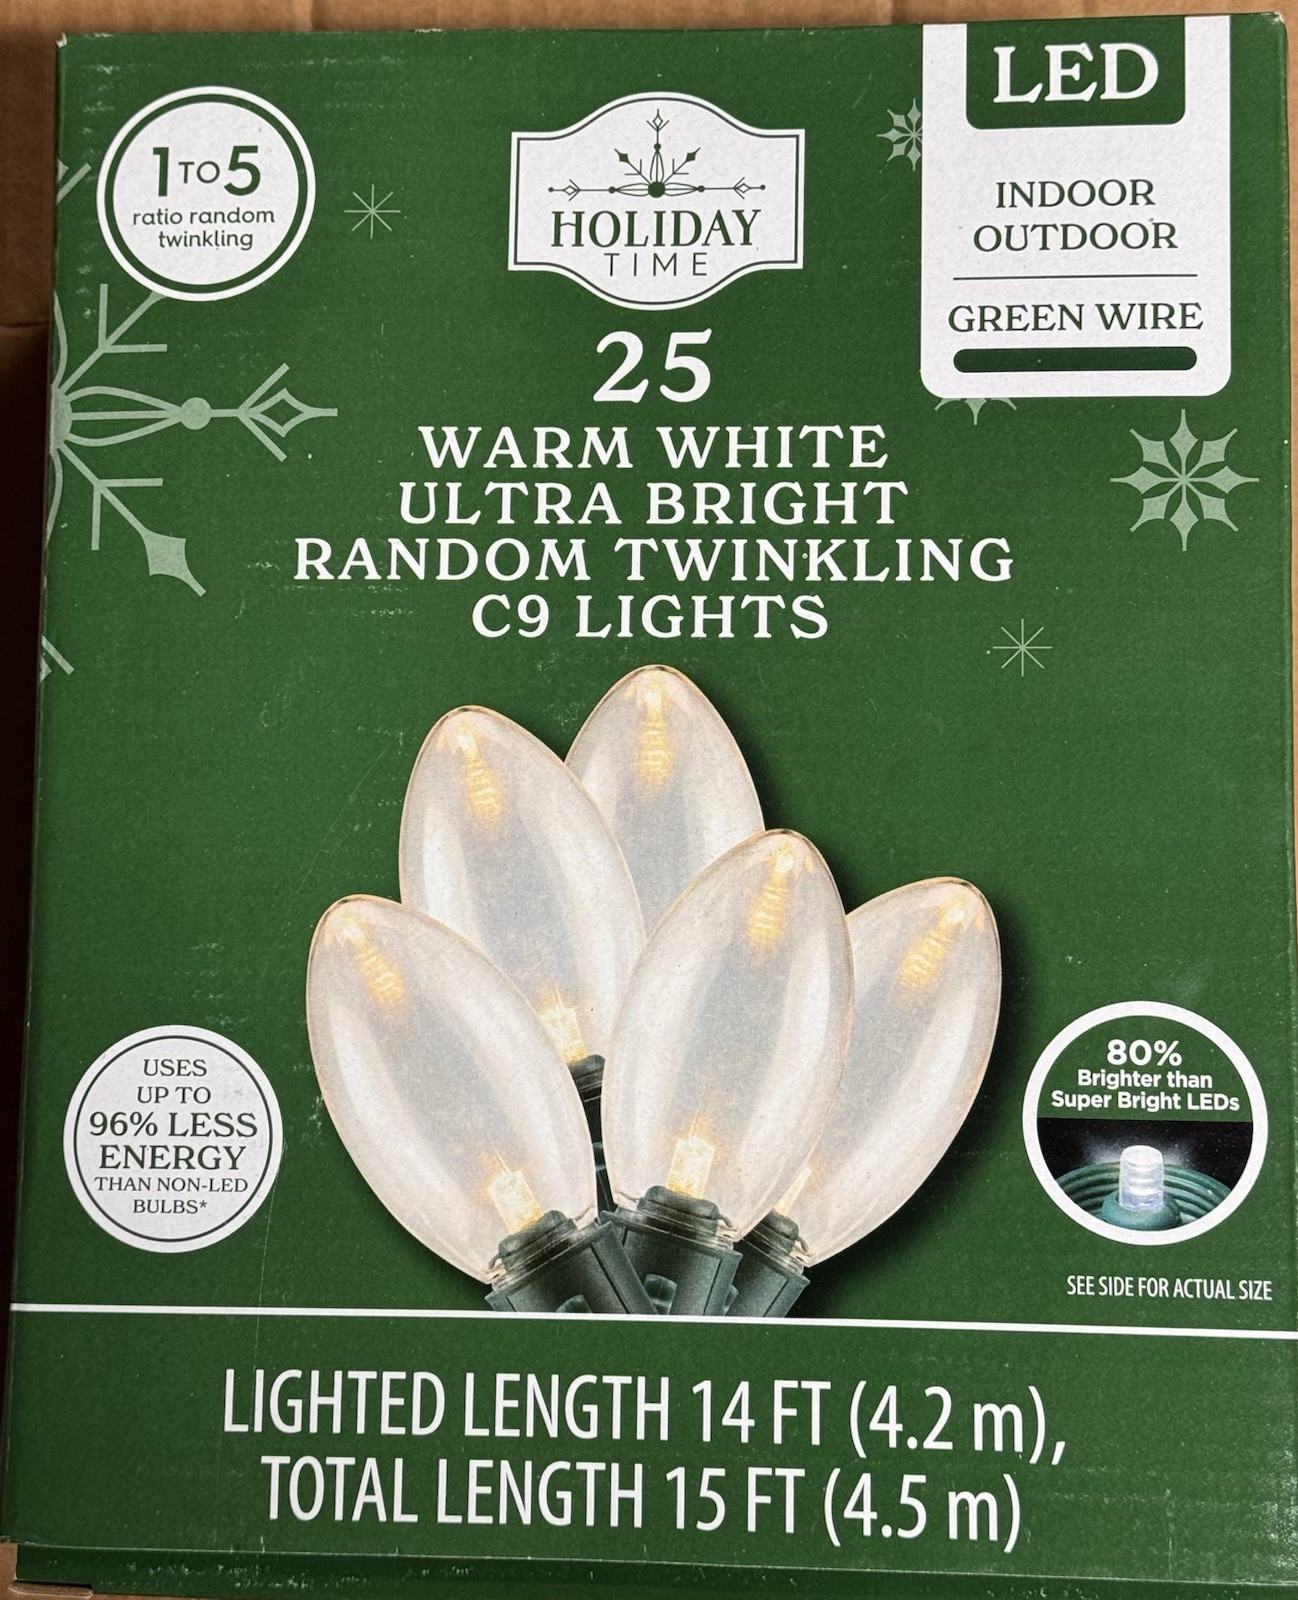 1 TO 5
ratio random
twinkling
HOLIDAY
TIME
LED
INDOOR
OUTDOOR
GREEN WIRE
25
WARM WHITE
ULTRA BRIGHT
RANDOM TWINKLING
C9 LIGHTS
USES
UP TO
96% LESS
ENERGY
THAN NON-LED
BULBS*
80%
Brighter than
Super Bright LEDs
SEE SIDE FOR ACTUAL SIZE
LIGHTED LENGTH 14 FT (4.2 m),
TOTAL LENGTH 15 FT (4.5 m)